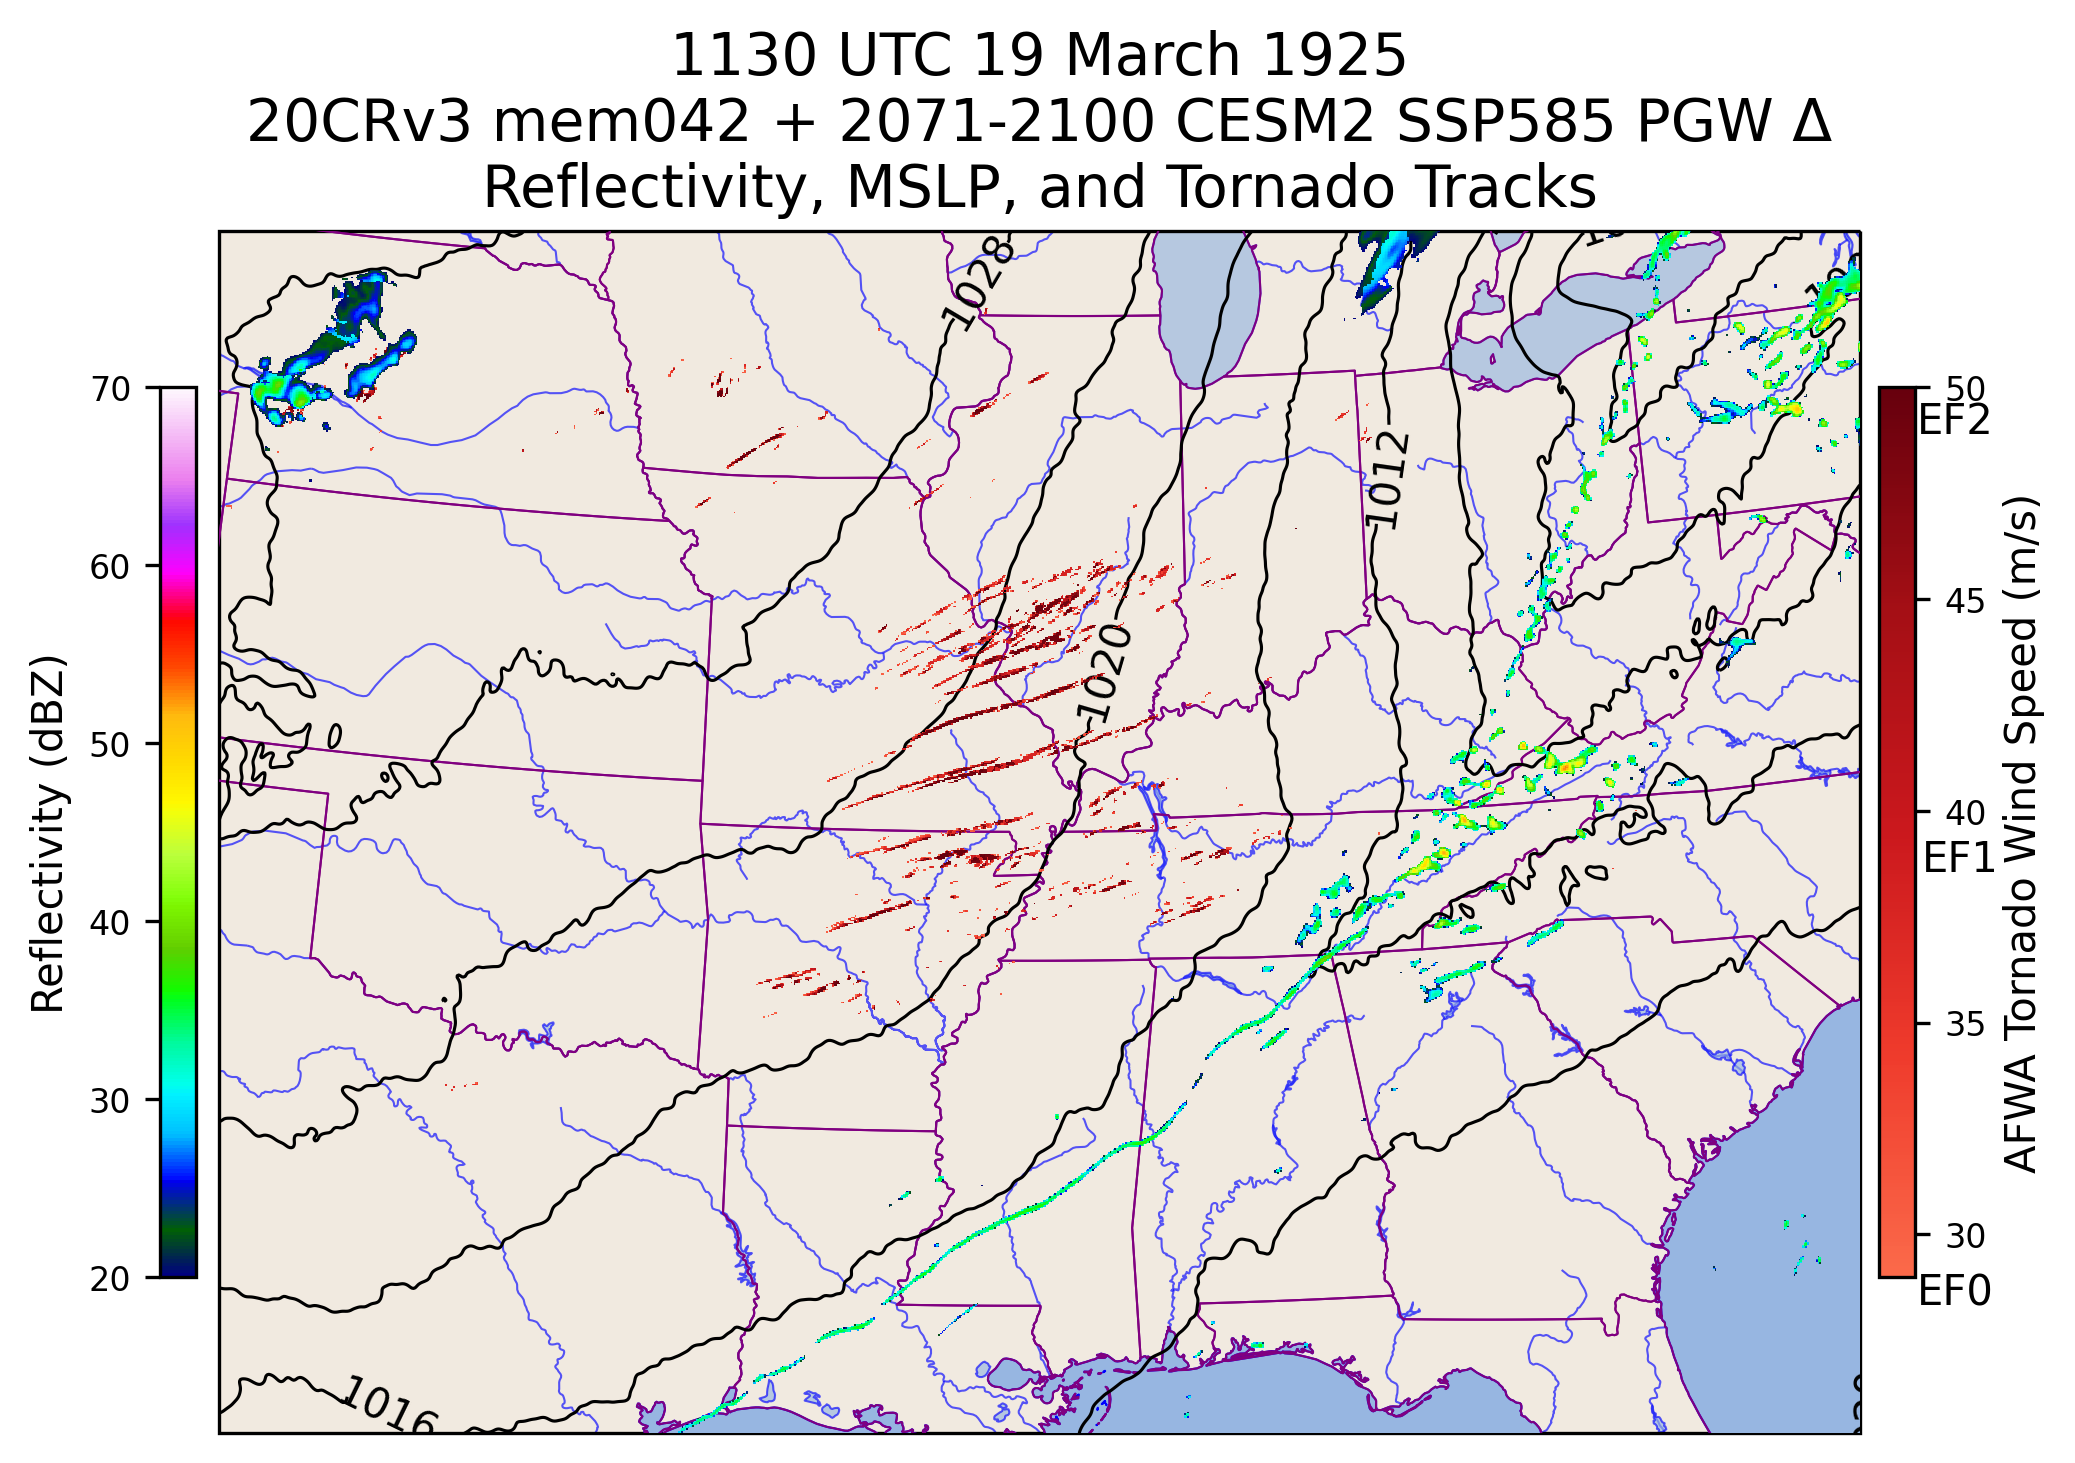 1130 UTC 19 March 1925
20CRv3 mem042 + 2071-2100 CESM2 SSP585 PGW Δ
Reflectivity, MSLP, and Tornado Tracks
Reflectivity (dBZ)
70
60
50
40
30
20
1028
1012
1020
1016
50
EF2
45
40
EF1
35
30
EF0
AFWA Tornado Wind Speed (m/s)